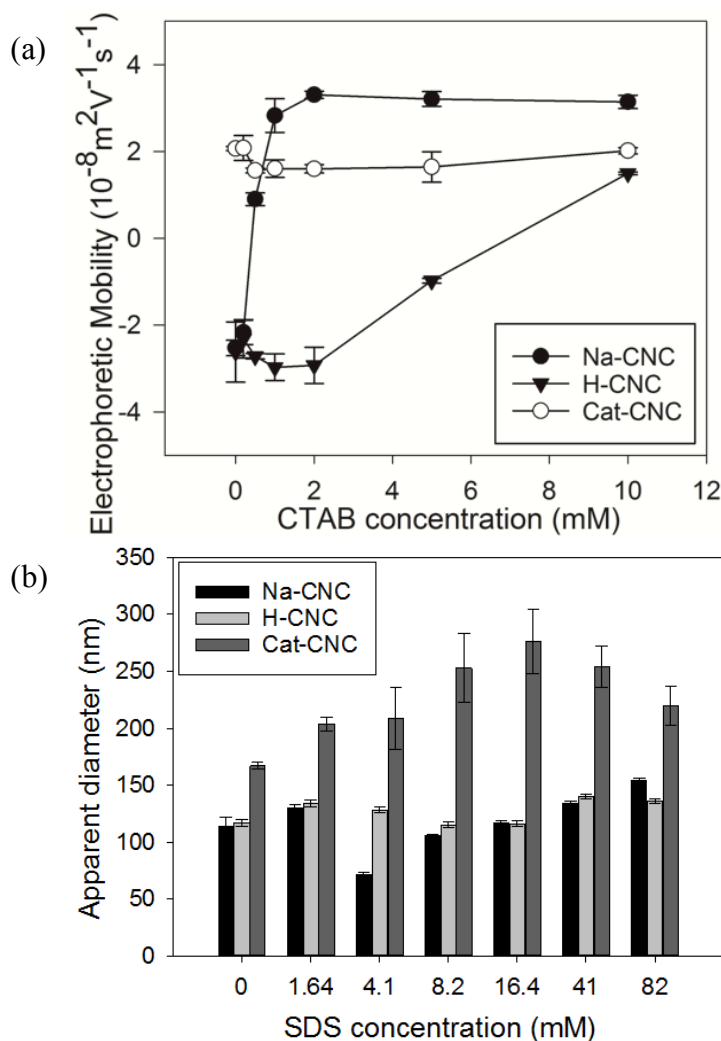 (a)
Electrophoretic Mobility (10⁻⁸m²V⁻¹s⁻¹)
4
2
0
-2
-4
Na-CNC
H-CNC
Cat-CNC
0 2 4 6 8 10 12
CTAB concentration (mM)
(b)
Apparent diameter (nm)
350
300
250
200
150
100
50
0
Na-CNC
H-CNC
Cat-CNC
0 1.64 4.1 8.2 16.4 41 82
SDS concentration (mM)